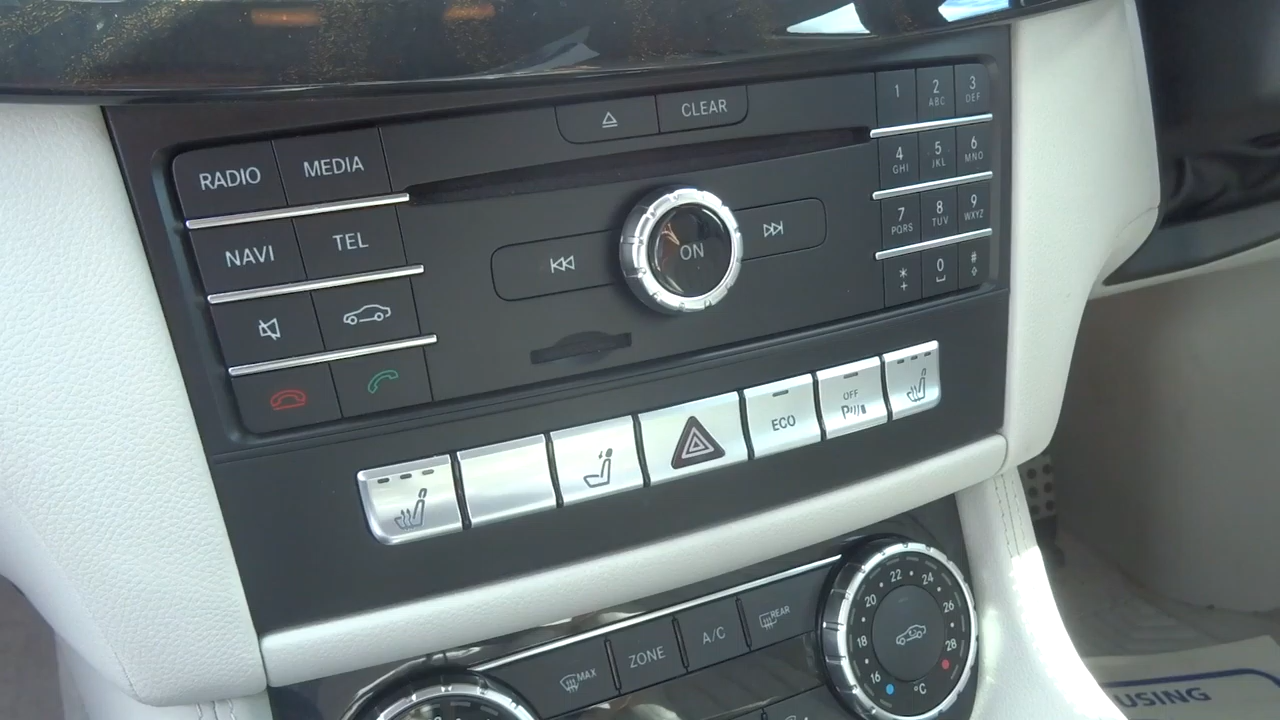 CLEAR
RADIO
MEDIA
NAVI
TEL
ON
1
2
ABC
3
DEF
4
GHI
5
JKL
6
MNO
7
PQRS
8
TUV
9
WXYZ
*
+
0
#
ECO
OFF
MAX
ZONE
A/C
REAR
16
18
20
22
24
26
28
°C
USING